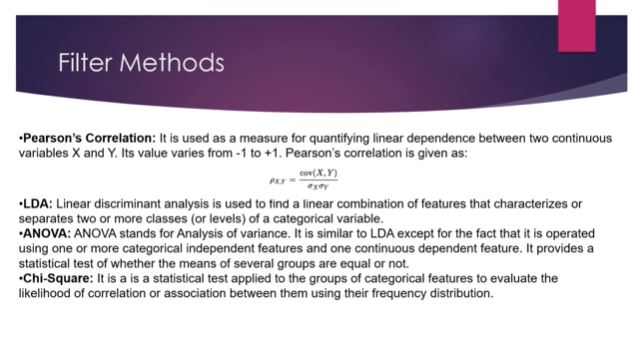 Filter Methods
•Pearson's Correlation: It is used as a measure for quantifying linear dependence between two continuous
variables X and Y. Its value varies from -1 to +1. Pearson's correlation is given as:
ρX,Y = cov(X,Y) / σXσY
•LDA: Linear discriminant analysis is used to find a linear combination of features that characterizes or
separates two or more classes (or levels) of a categorical variable.
•ANOVA: ANOVA stands for Analysis of variance. It is similar to LDA except for the fact that it is operated
using one or more categorical independent features and one continuous dependent feature. It provides a
statistical test of whether the means of several groups are equal or not.
•Chi-Square: It is a is a statistical test applied to the groups of categorical features to evaluate the
likelihood of correlation or association between them using their frequency distribution.